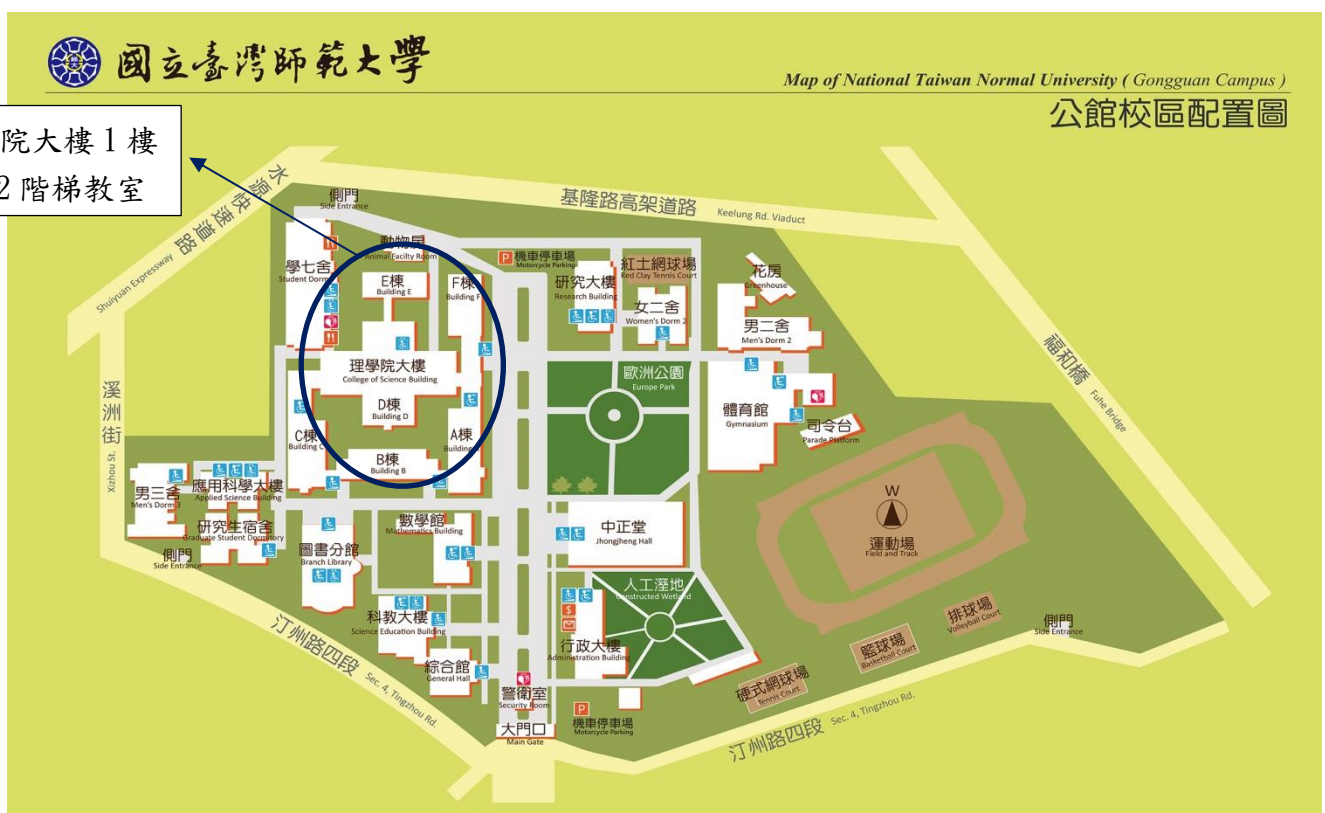 國立臺灣師範大學
Map of National Taiwan Normal University ( Gongguan Campus )
公館校區配置圖
院大樓 1 樓
2 階梯教室
水源快速道路
Shuiyuan Expressway
側門
Side Entrance
基隆路高架道路
Keelung Rd. Viaduct
動物房
Animal Facilty Room
P
機車停車場
Motorcycle Parking
紅土網球場
Red Clay Tennis Court
花房
Greenhouse
學七舍
Student Dorm
E棟
Building E
F棟
Building F
研究大樓
Research Building
女二舍
Women's Dorm 2
男二舍
Men's Dorm 2
福和橋
Fuhe Bridge
理學院大樓
College of Science Building
歐洲公園
Europe Park
溪洲街
Xizhou St.
D棟
Building D
體育館
Gymnasium
司令台
Parade Platform
C棟
Building C
A棟
Building
B棟
Building B
男三舍
Men's Dorm 3
應用科學大樓
Applied Science Building
W
運動場
Field and Track
數學館
Mathematics Building
中正堂
Jhongjheng Hall
研究生宿舍
Graduate Student Dormitory
側門
Side Entrance
圖書分館
Branch Library
人工溼地
Constructed Wetland
科教大樓
Science Education Building
$
行政大樓
Administration Building
排球場
Volleyball Court
側門
Side Entrance
籃球場
Basketball Court
汀州路四段
Sec. 4, Tingzhou Rd.
綜合館
General Hall
硬式網球場
Tennis Court
警衛室
Security Room
P
機車停車場
Motorcycle Parking
大門口
Main Gate
汀州路四段
Sec. 4, Tingzhou Rd.